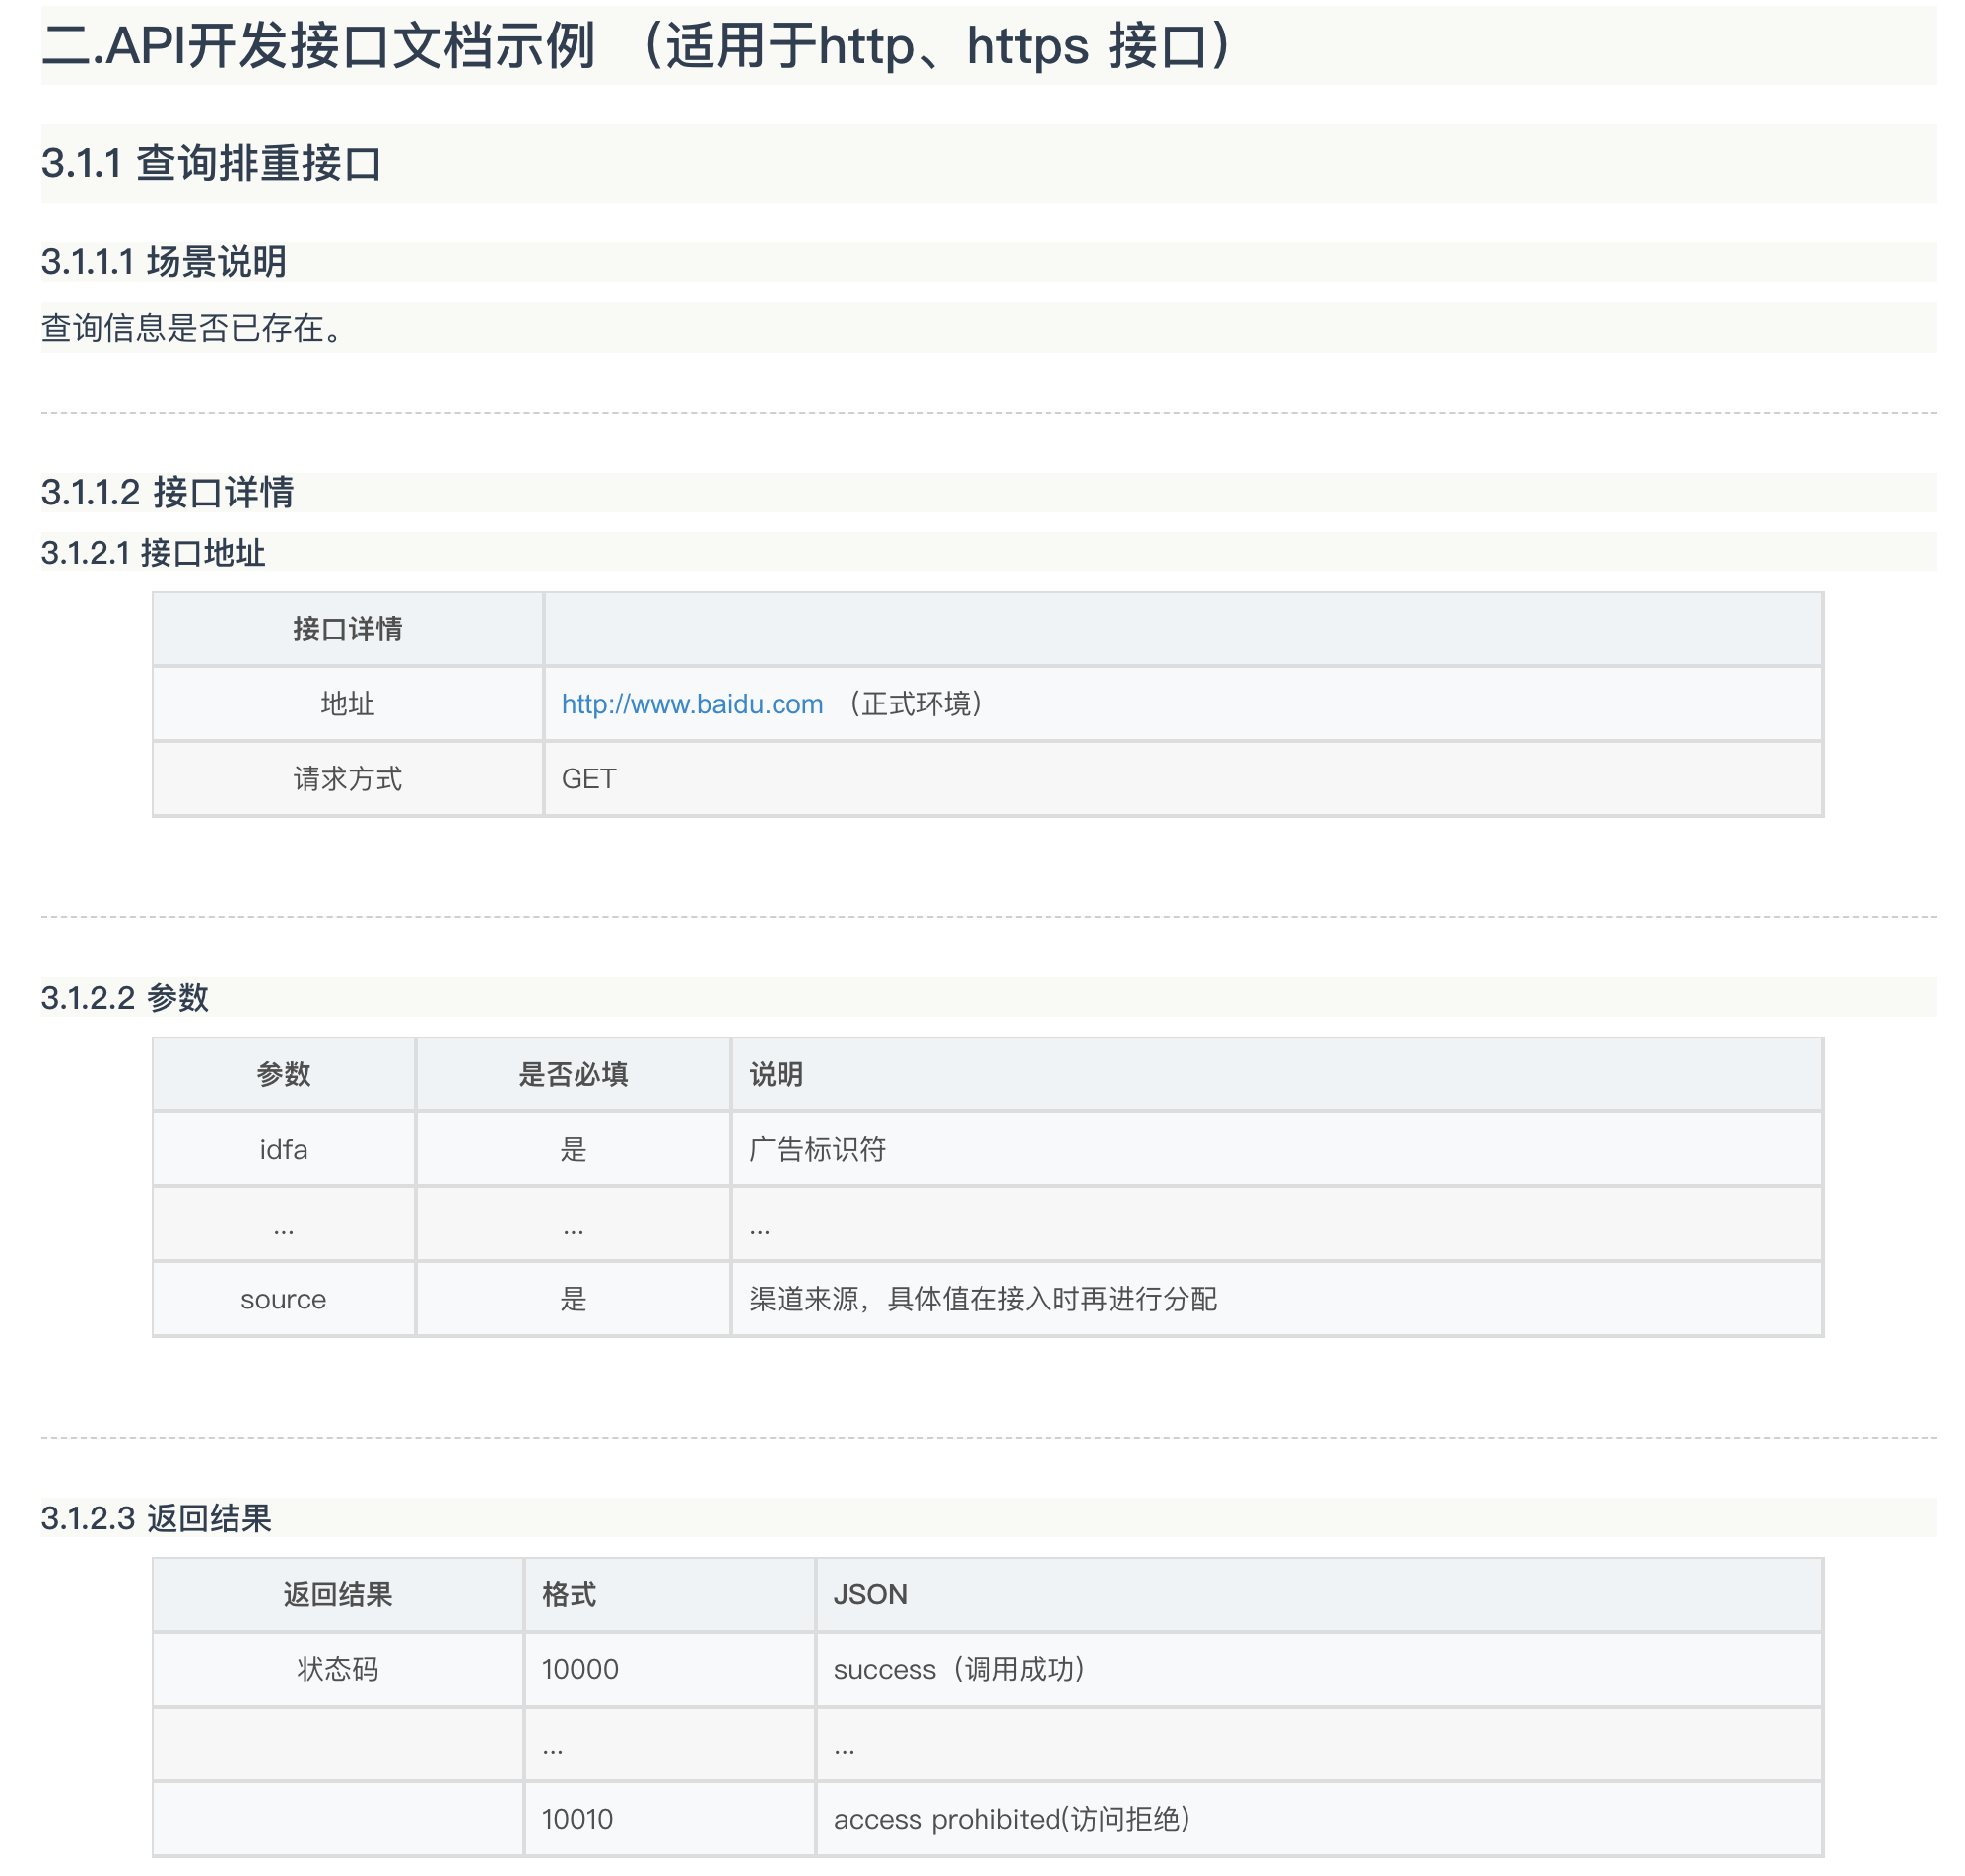 二.API开发接口文档示例 （适用于http、https 接口）
3.1.1 查询排重接口
3.1.1.1 场景说明
查询信息是否已存在。
3.1.1.2 接口详情
3.1.2.1 接口地址
接口详情
地址 http://www.baidu.com （正式环境）
请求方式 GET
3.1.2.2 参数
参数 是否必填 说明
idfa 是 广告标识符
... ... ...
source 是 渠道来源，具体值在接入时再进行分配
3.1.2.3 返回结果
返回结果 格式 JSON
状态码 10000 success（调用成功）
... ...
10010 access prohibited(访问拒绝)